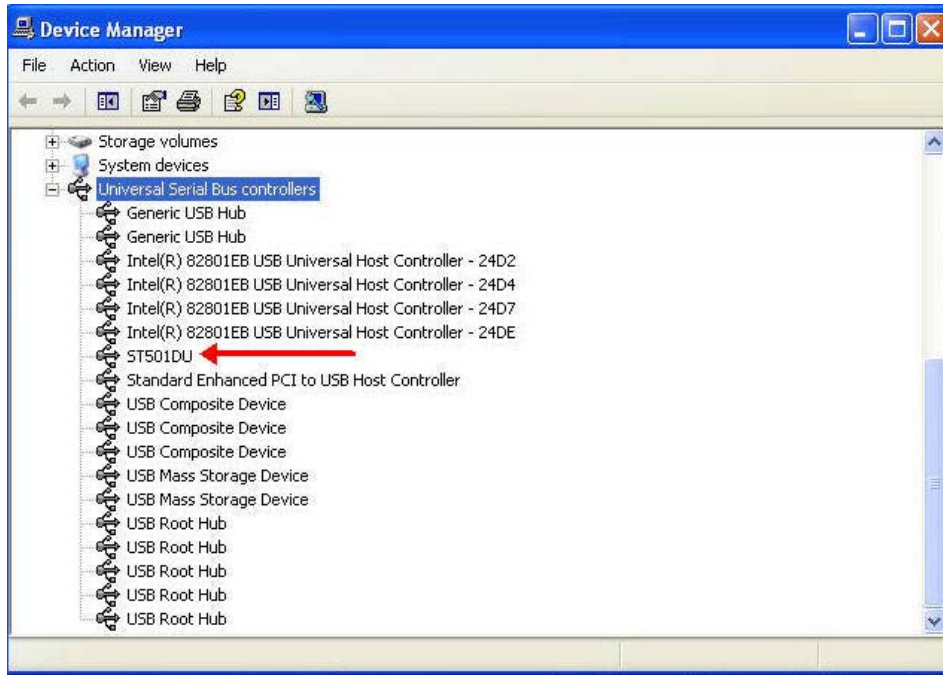 Device Manager
File Action View Help
Storage volumes
System devices
Universal Serial Bus controllers
Generic USB Hub
Generic USB Hub
Intel(R) 82801EB USB Universal Host Controller - 24D2
Intel(R) 82801EB USB Universal Host Controller - 24D4
Intel(R) 82801EB USB Universal Host Controller - 24D7
Intel(R) 82801EB USB Universal Host Controller - 24DE
ST501DU
Standard Enhanced PCI to USB Host Controller
USB Composite Device
USB Composite Device
USB Composite Device
USB Mass Storage Device
USB Mass Storage Device
USB Root Hub
USB Root Hub
USB Root Hub
USB Root Hub
USB Root Hub